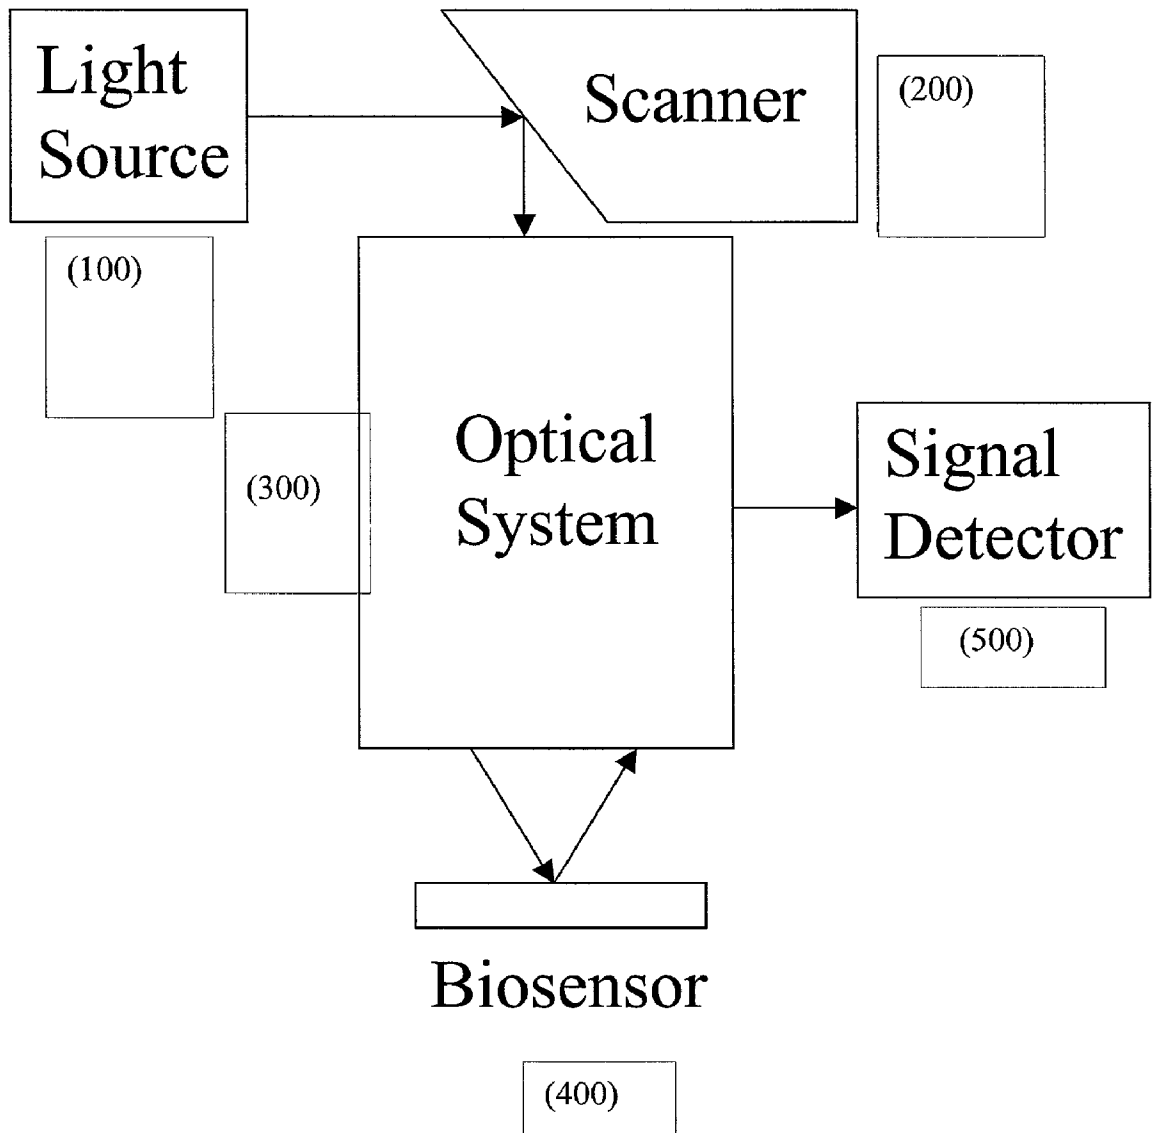 Light
Source
Scanner
(200)
(100)
Optical
System
(300)
Signal
Detector
(500)
Biosensor
(400)